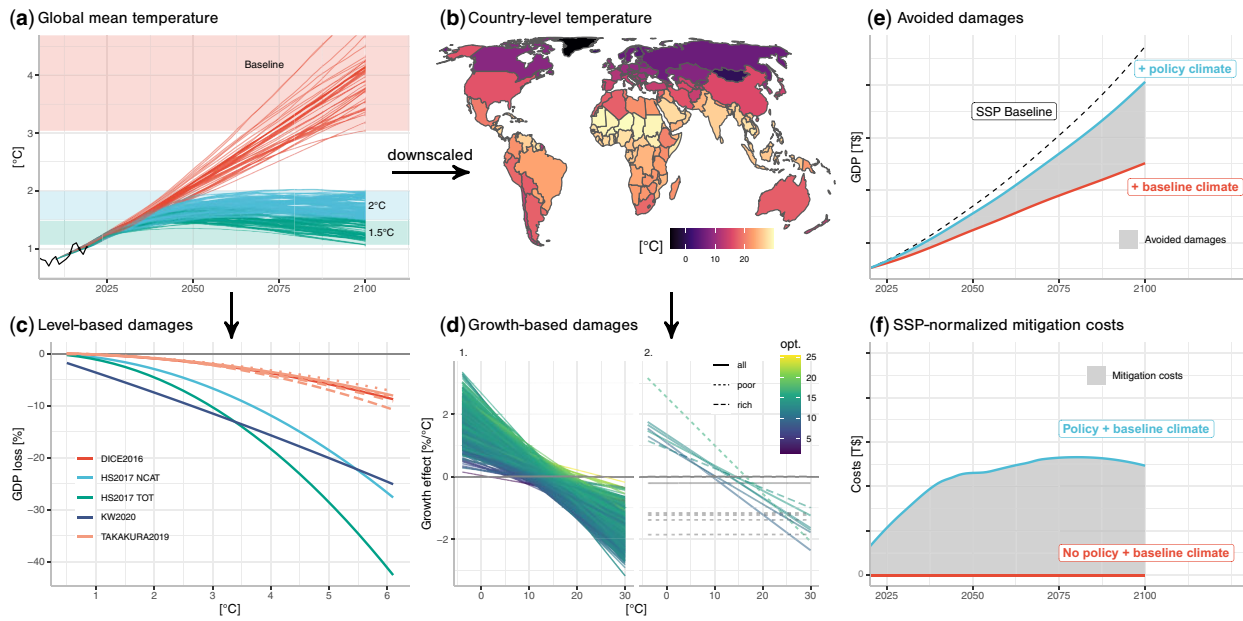 (a) Global mean temperature
[°C]
4
3
2
1
Baseline
2°C
1.5°C
2025
2050
2075
2100
downscaled
(b) Country-level temperature
[°C]
0
10
20
(c) Level-based damages
GDP loss [%]
0
−10
−20
−30
−40
DICE2016
HS2017 NCAT
HS2017 TOT
KW2020
TAKAKURA2019
1
2
3
4
5
6
[°C]
(d) Growth-based damages
1.
2.
Growth effect [%/°C]
2
0
−2
all
poor
rich
opt.
25
20
15
10
5
0
10
20
30
0
10
20
30
[°C]
(e) Avoided damages
GDP [T$]
+ policy climate
SSP Baseline
+ baseline climate
Avoided damages
2025
2050
2075
2100
(f) SSP-normalized mitigation costs
Costs [T$]
Mitigation costs
Policy + baseline climate
No policy + baseline climate
0
2025
2050
2075
2100